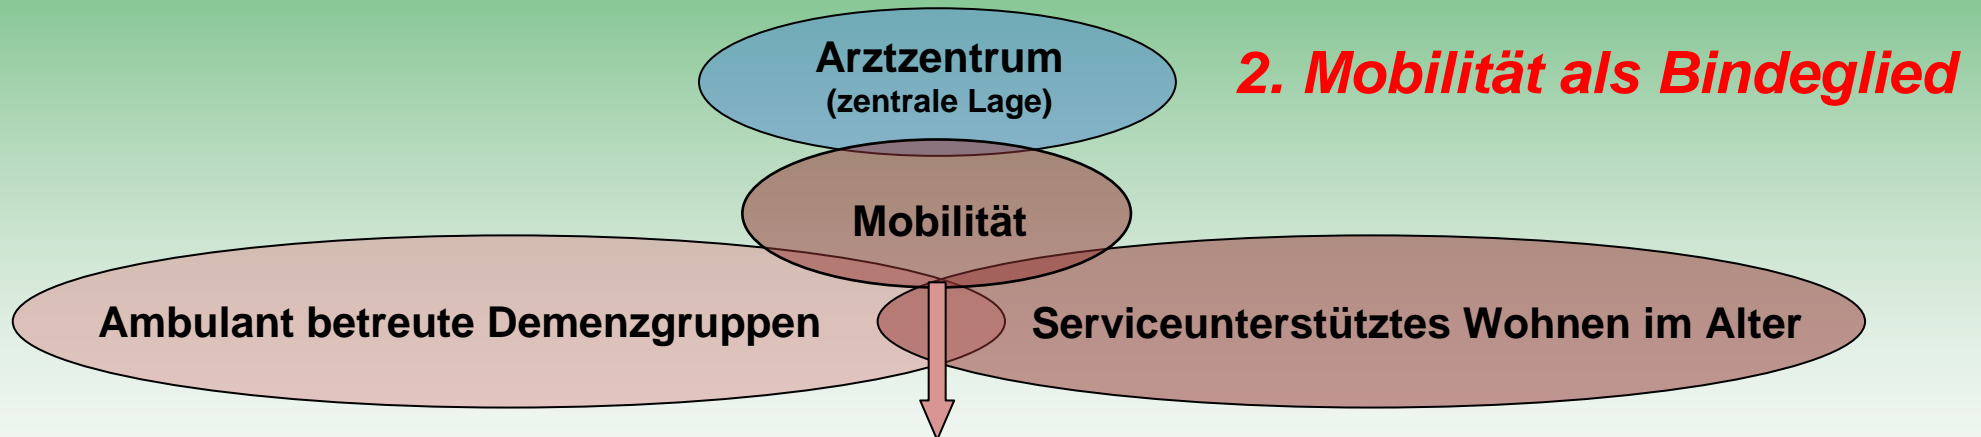 Arztzentrum
(zentrale Lage)
2. Mobilität als Bindeglied
Mobilität
Ambulant betreute Demenzgruppen
Serviceunterstütztes Wohnen im Alter